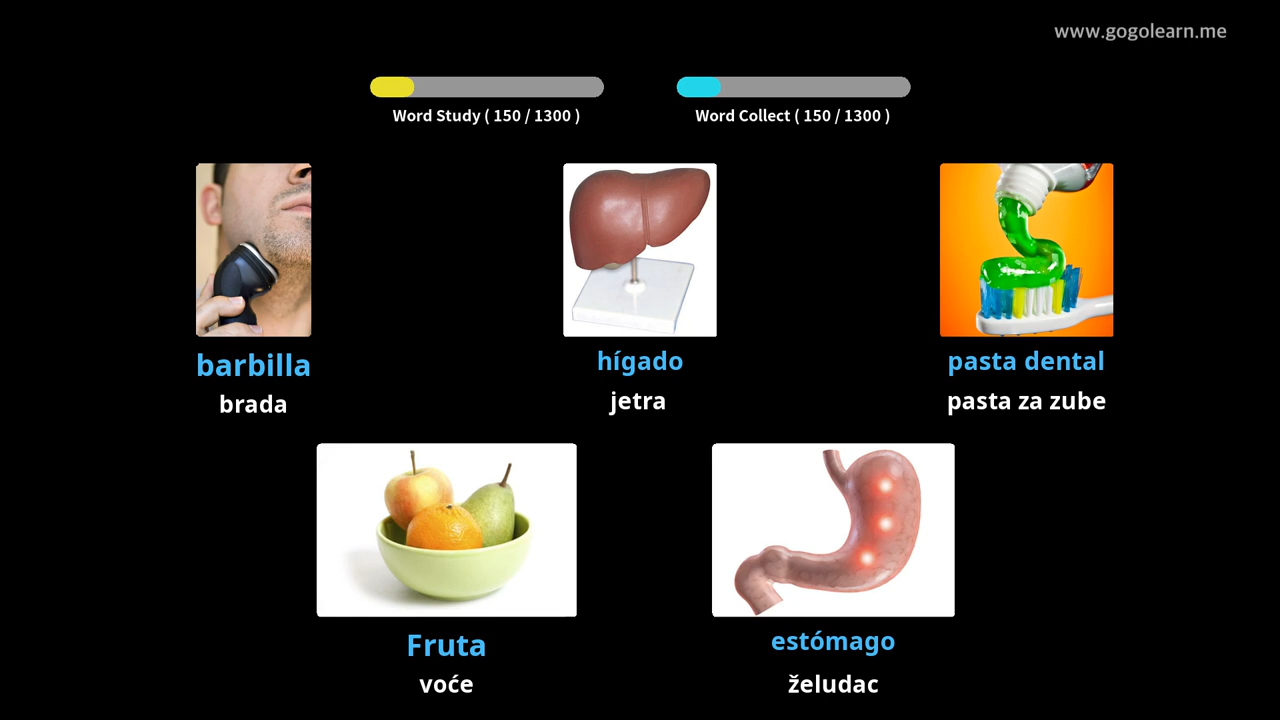 www.gogolearn.me
Word Study ( 150 / 1300 )
Word Collect ( 150 / 1300 )
barbilla
brada
hígado
jetra
pasta dental
pasta za zube
Fruta
voće
estómago
želudac